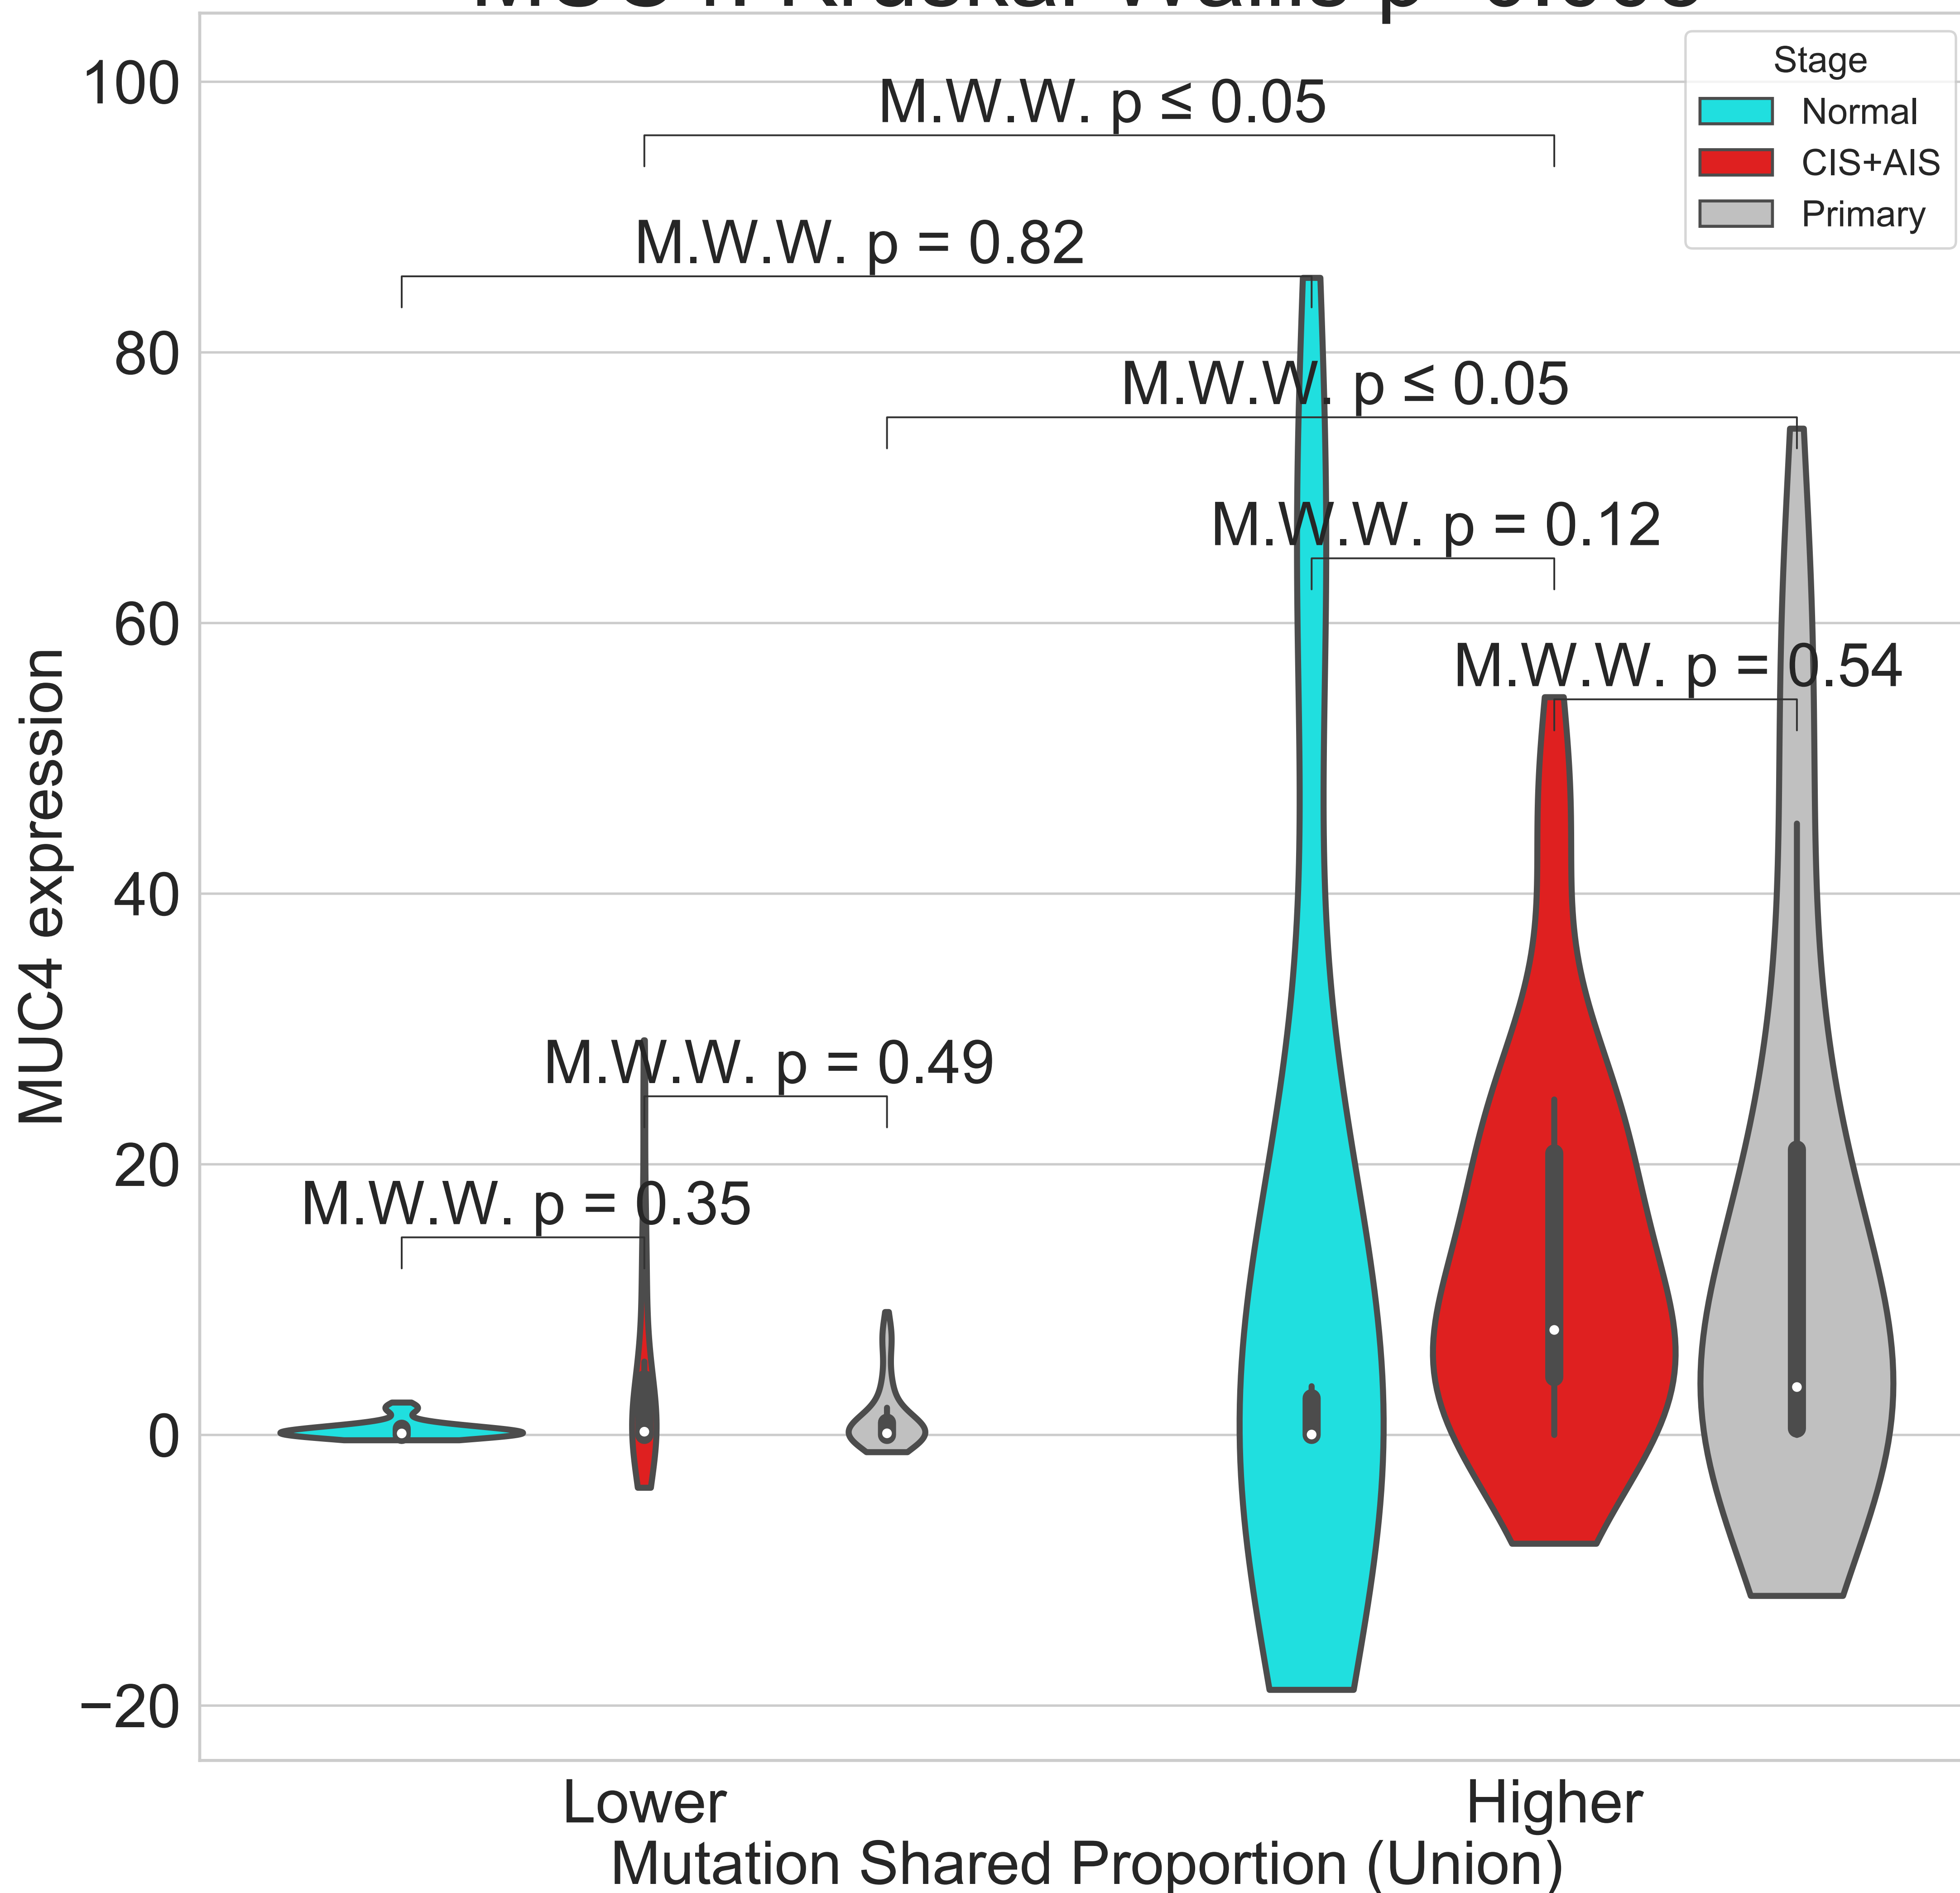 100
80
60
40
20
0
−20
MUC4 expression
Stage
Normal
CIS+AIS
Primary
M.W.W. p ≤ 0.05
M.W.W. p = 0.82
M.W.W. p ≤ 0.05
M.W.W. p = 0.12
M.W.W. p = 0.54
M.W.W. p = 0.49
M.W.W. p = 0.35
Lower
Higher
Mutation Shared Proportion (Union)